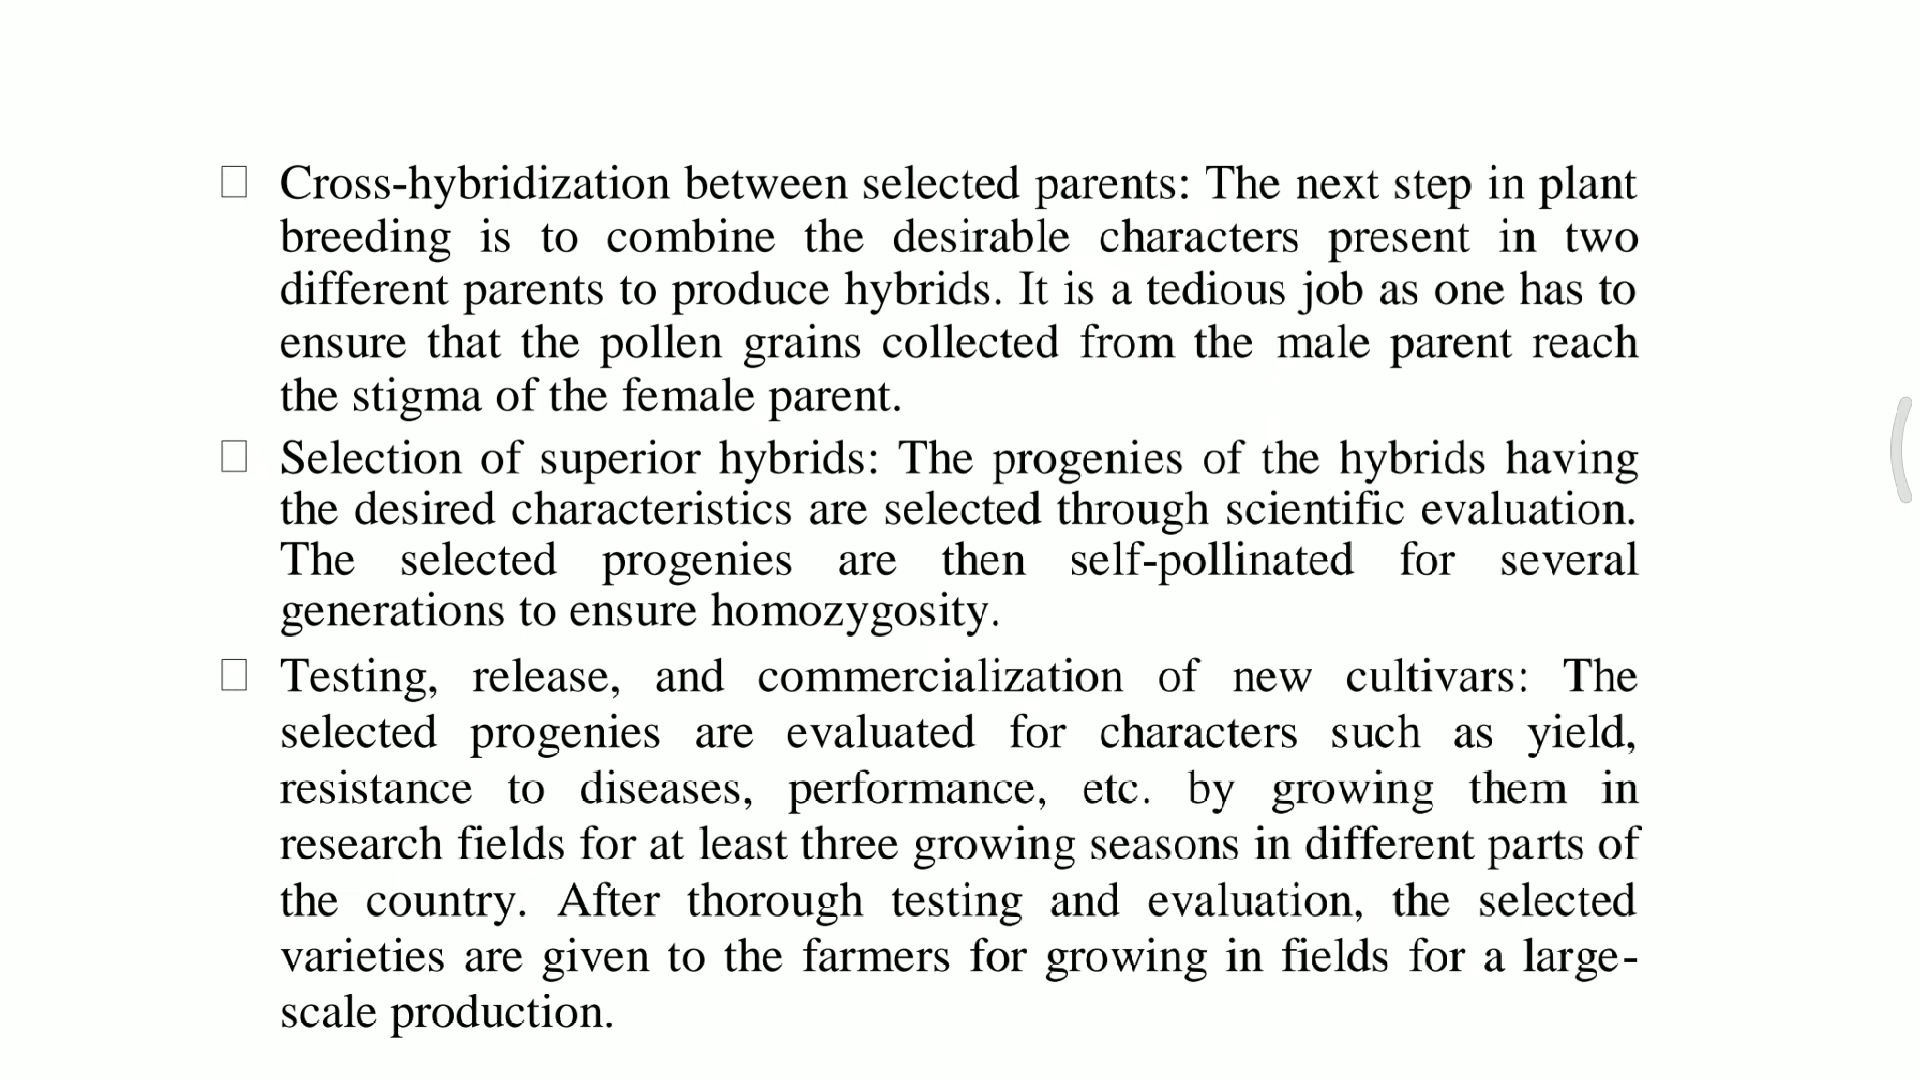 □ Cross-hybridization between selected parents: The next step in plant
breeding is to combine the desirable characters present in two
different parents to produce hybrids. It is a tedious job as one has to
ensure that the pollen grains collected from the male parent reach
the stigma of the female parent.
□ Selection of superior hybrids: The progenies of the hybrids having
the desired characteristics are selected through scientific evaluation.
The selected progenies are then self-pollinated for several
generations to ensure homozygosity.
□ Testing, release, and commercialization of new cultivars: The
selected progenies are evaluated for characters such as yield,
resistance to diseases, performance, etc. by growing them in
research fields for at least three growing seasons in different parts of
the country. After thorough testing and evaluation, the selected
varieties are given to the farmers for growing in fields for a large-
scale production.